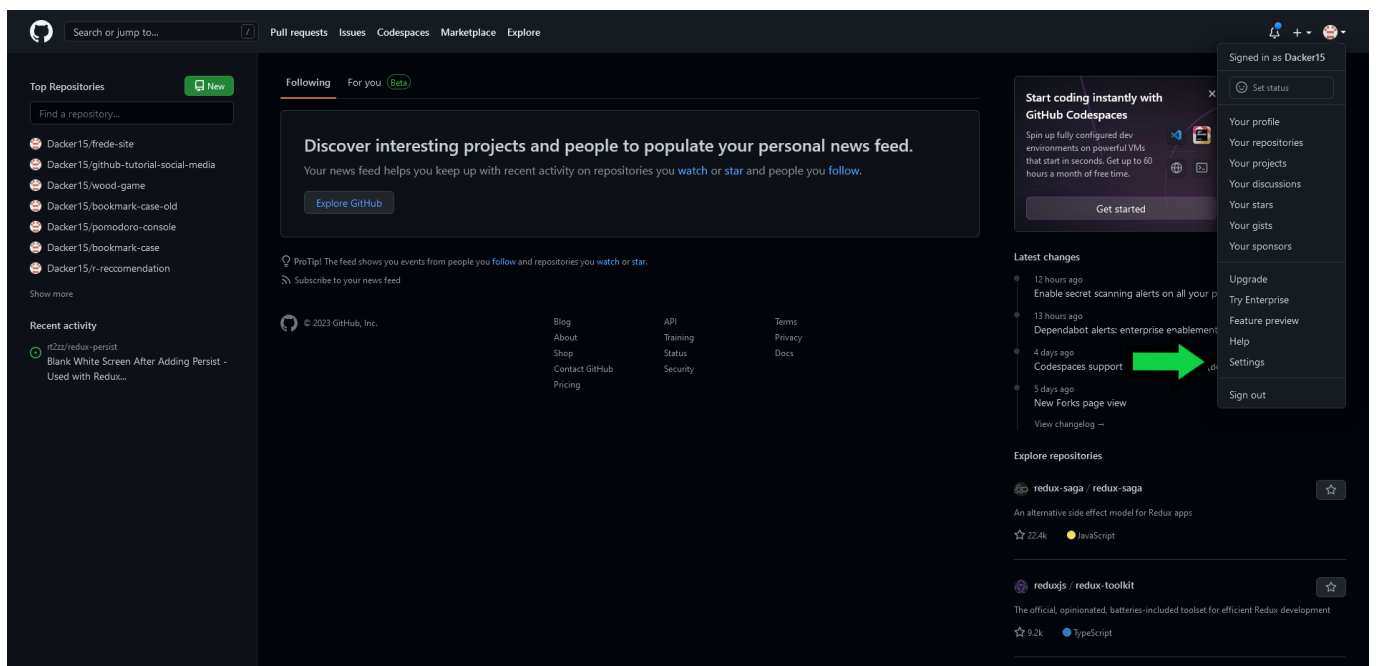 Search or jump to...
/
Pull requests Issues Codespaces Marketplace Explore
Top Repositories
New
Find a repository...
Dacker15/frede-site
Dacker15/github-tutorial-social-media
Dacker15/wood-game
Dacker15/bookmark-case-old
Dacker15/pomodoro-console
Dacker15/bookmark-case
Dacker15/r-reccomendation
Show more
Recent activity
rt2zz/redux-persist
Blank White Screen After Adding Persist -
Used with Redux...
Following For you Beta
Discover interesting projects and people to populate your personal news feed.
Your news feed helps you keep up with recent activity on repositories you watch or star and people you follow.
Explore GitHub
ProTip! The feed shows you events from people you follow and repositories you watch or star.
Subscribe to your news feed
© 2023 GitHub, Inc.
Blog
About
Shop
Contact GitHub
Pricing
API
Training
Status
Security
Terms
Privacy
Docs
Start coding instantly with
GitHub Codespaces
Spin up fully configured dev
environments on powerful VMs
that start in seconds. Get up to 60
hours a month of free time.
Get started
Latest changes
12 hours ago
Enable secret scanning alerts on all your p
13 hours ago
Dependabot alerts: enterprise enablement
4 days ago
Codespaces support
5 days ago
New Forks page view
View changelog →
Explore repositories
redux-saga / redux-saga
An alternative side effect model for Redux apps
22.4k JavaScript
reduxjs / redux-toolkit
The official, opinionated, batteries-included toolset for efficient Redux development
9.2k TypeScript
Signed in as Dacker15
Set status
Your profile
Your repositories
Your projects
Your discussions
Your stars
Your gists
Your sponsors
Upgrade
Try Enterprise
Feature preview
Help
Settings
Sign out